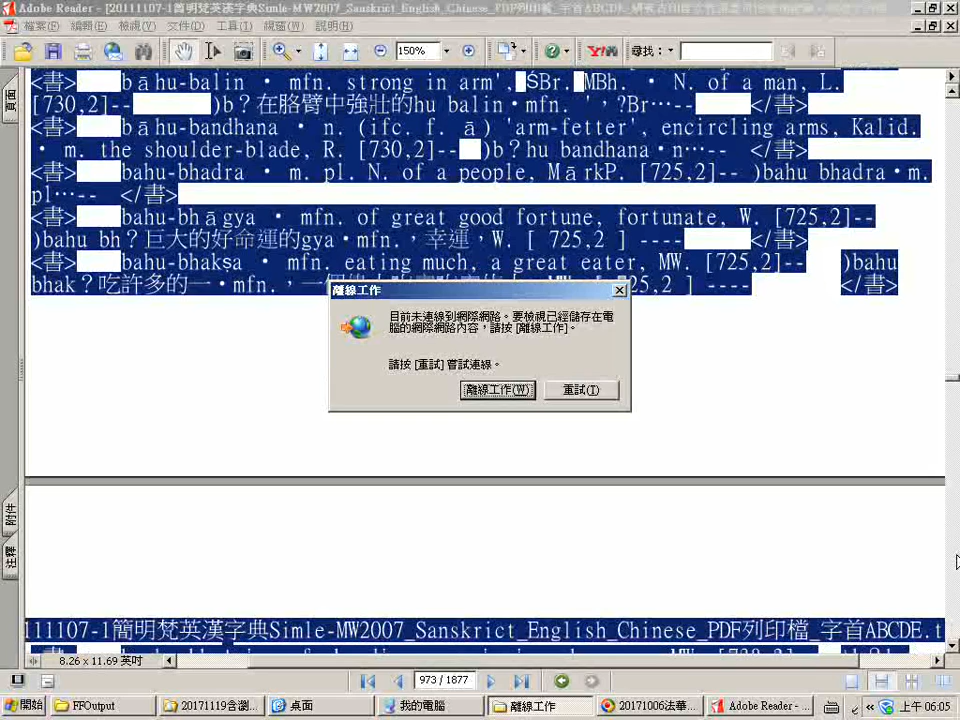 Adobe Reader - [20111107-1簡明梵英漢字典Simle-MW2007_Sanskrict_English_Chinese_PDF列印檔_字首ABCDE
檔案(F) 編輯(E) 檢視(V) 文件(D) 工具(T) 視窗(W) 說明(H)
150% Y! 尋找:
頁面
<書> bāhu-balin • mfn. strong in arm', ŚBr. MBh. • N. of a man, L.
[730,2]-- )b？在胳臂中強壯的hu balin•mfn. '，?Br…-- </書>
<書> bāhu-bandhana • n. (ifc. f. ā) 'arm-fetter', encircling arms, Kalid.
• m. the shoulder-blade, R. [730,2]-- )b？hu bandhana•n…-- </書>
<書> bahu-bhadra • m. pl. N. of a people, MārkP. [725,2]-- )bahu bhadra•m.
pl…-- </書>
<書> bahu-bhāgya • mfn. of great good fortune, fortunate, W. [725,2]--
)bahu bh？巨大的好命運的gya•mfn.，幸運，W. [ 725,2 ] ---- </書>
<書> bahu-bhakṣa • mfn. eating much, a great eater, MW. [725,2]-- )bahu
bhak？吃許多的一•mfn.，一 725,2 ] ---- </書>
離線工作
目前未連線到網際網路。要檢視已經儲存在電
腦的網際網路內容，請按 [離線工作]。
請按 [重試] 嘗試連線。
離線工作(W) 重試(T)
附件
注釋
111107-1簡明梵英漢字典Simle-MW2007_Sanskrict_English_Chinese_PDF列印檔_字首ABCDE.t
8.26 x 11.69 英吋
973 / 1877
開始 FFOutput 20171119含瀏... 桌面 我的電腦 離線工作 20171006法華... Adobe Reader - ... 上午 06:05